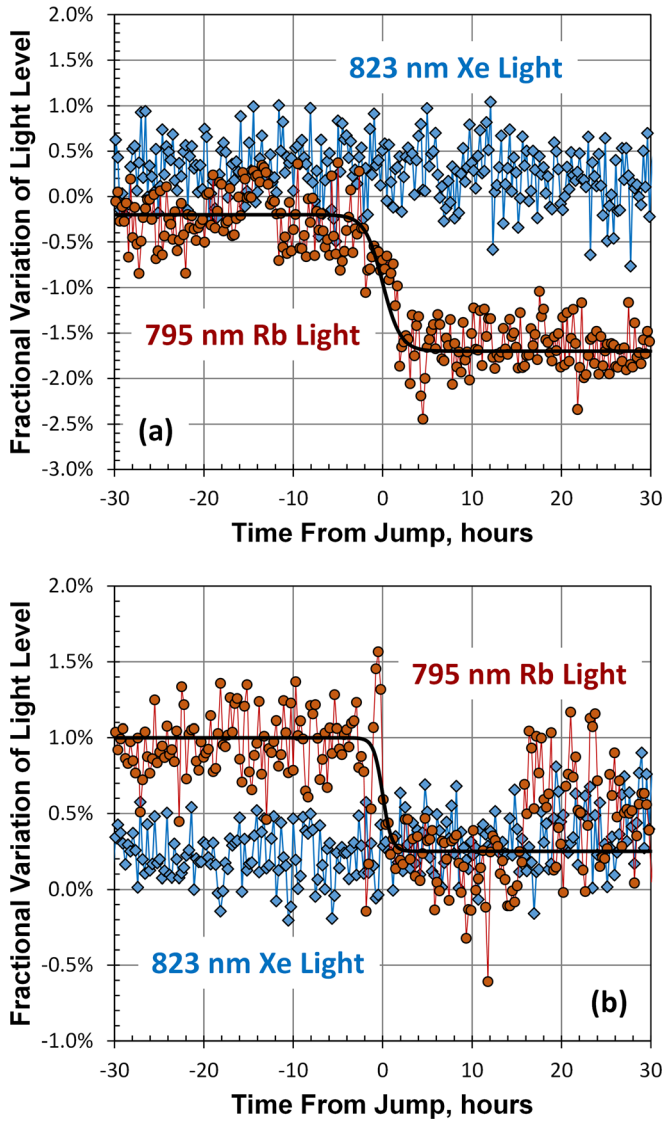 Fractional Variation of Light Level
2.0%
1.5%
1.0%
0.5%
0.0%
-0.5%
-1.0%
-1.5%
-2.0%
-2.5%
-3.0%
823 nm Xe Light
795 nm Rb Light
(a)
-30 -20 -10 0 10 20 30
Time From Jump, hours
Fractional Variation of Light Level
2.0%
1.5%
1.0%
0.5%
0.0%
-0.5%
-1.0%
795 nm Rb Light
823 nm Xe Light
(b)
-30 -20 -10 0 10 20 30
Time From Jump, hours